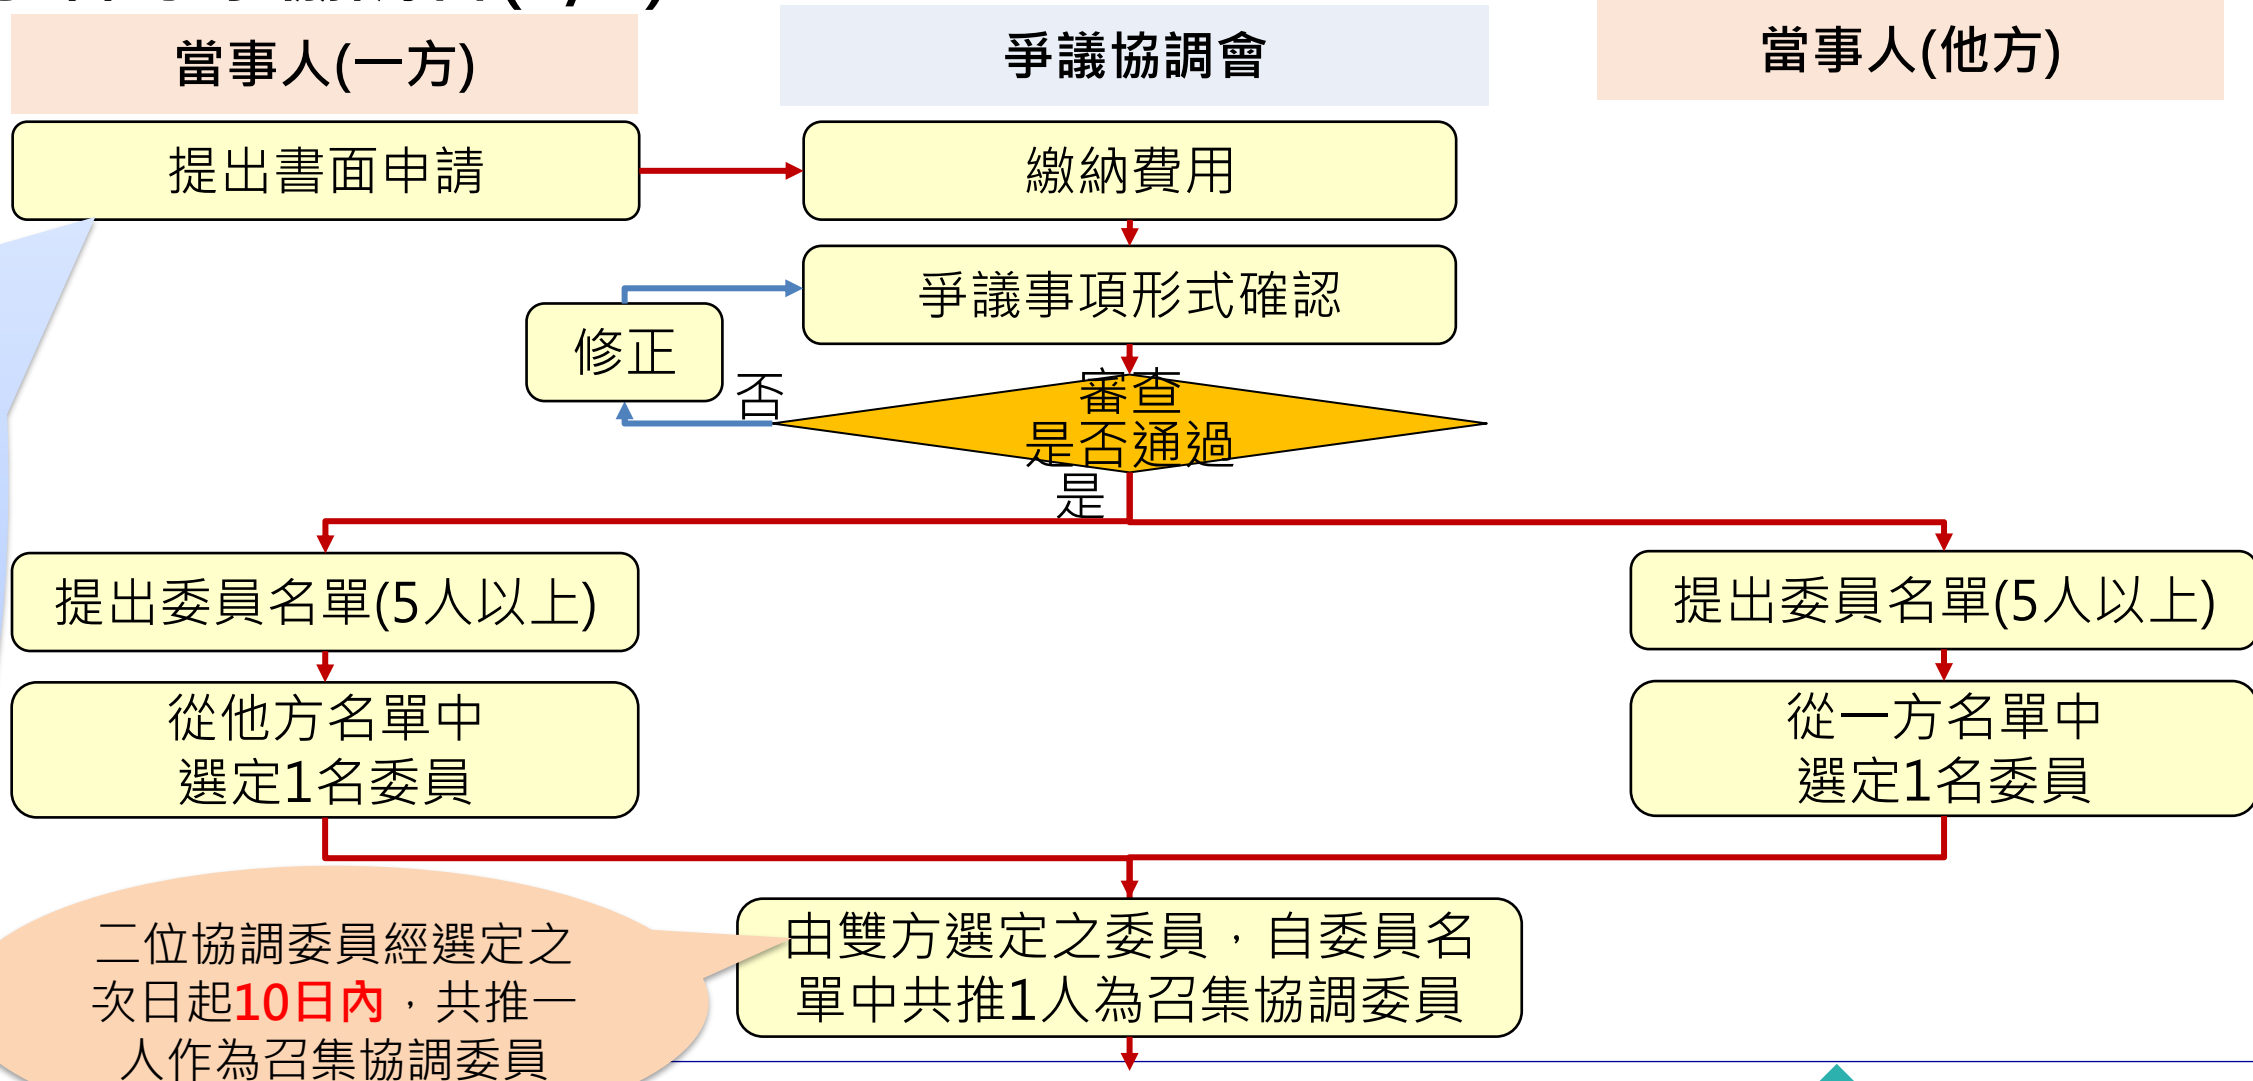 當事人(一方)
爭議協調會
當事人(他方)
提出書面申請
繳納費用
爭議事項形式確認
修正
否
審查
是否通過
是
提出委員名單(5人以上)
提出委員名單(5人以上)
從他方名單中
選定1名委員
從一方名單中
選定1名委員
由雙方選定之委員，自委員名
單中共推1人為召集協調委員
二位協調委員經選定之
次日起10日內，共推一
人作為召集協調委員